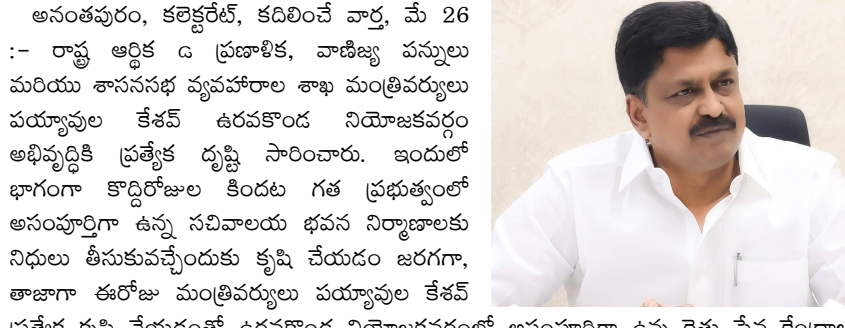 అనంతపురం, కలెక్టరేట్, కదిలించే వార్త, మే 26
:- రాష్ట్ర ఆర్థిక డ ప్రణాళిక, వాణిజ్య పన్నులు
మరియు శాసనసభ వ్యవహారాల శాఖ మంత్రివర్యులు
పయ్యావుల కేశవ్ ఉరవకొండ నియోజకవర్గం
అభివృద్ధికి ప్రత్యేక దృష్టి సారించారు. ఇందులో
భాగంగా కొద్దిరోజుల కిందట గత ప్రభుత్వంలో
అసంపూర్తిగా ఉన్న సచివాలయ భవన నిర్మాణాలకు
నిధులు తీసుకువచ్చేందుకు కృషి చేయడం జరగగా,
తాజాగా ఈరోజు మంత్రివర్యులు పయ్యావుల కేశవ్